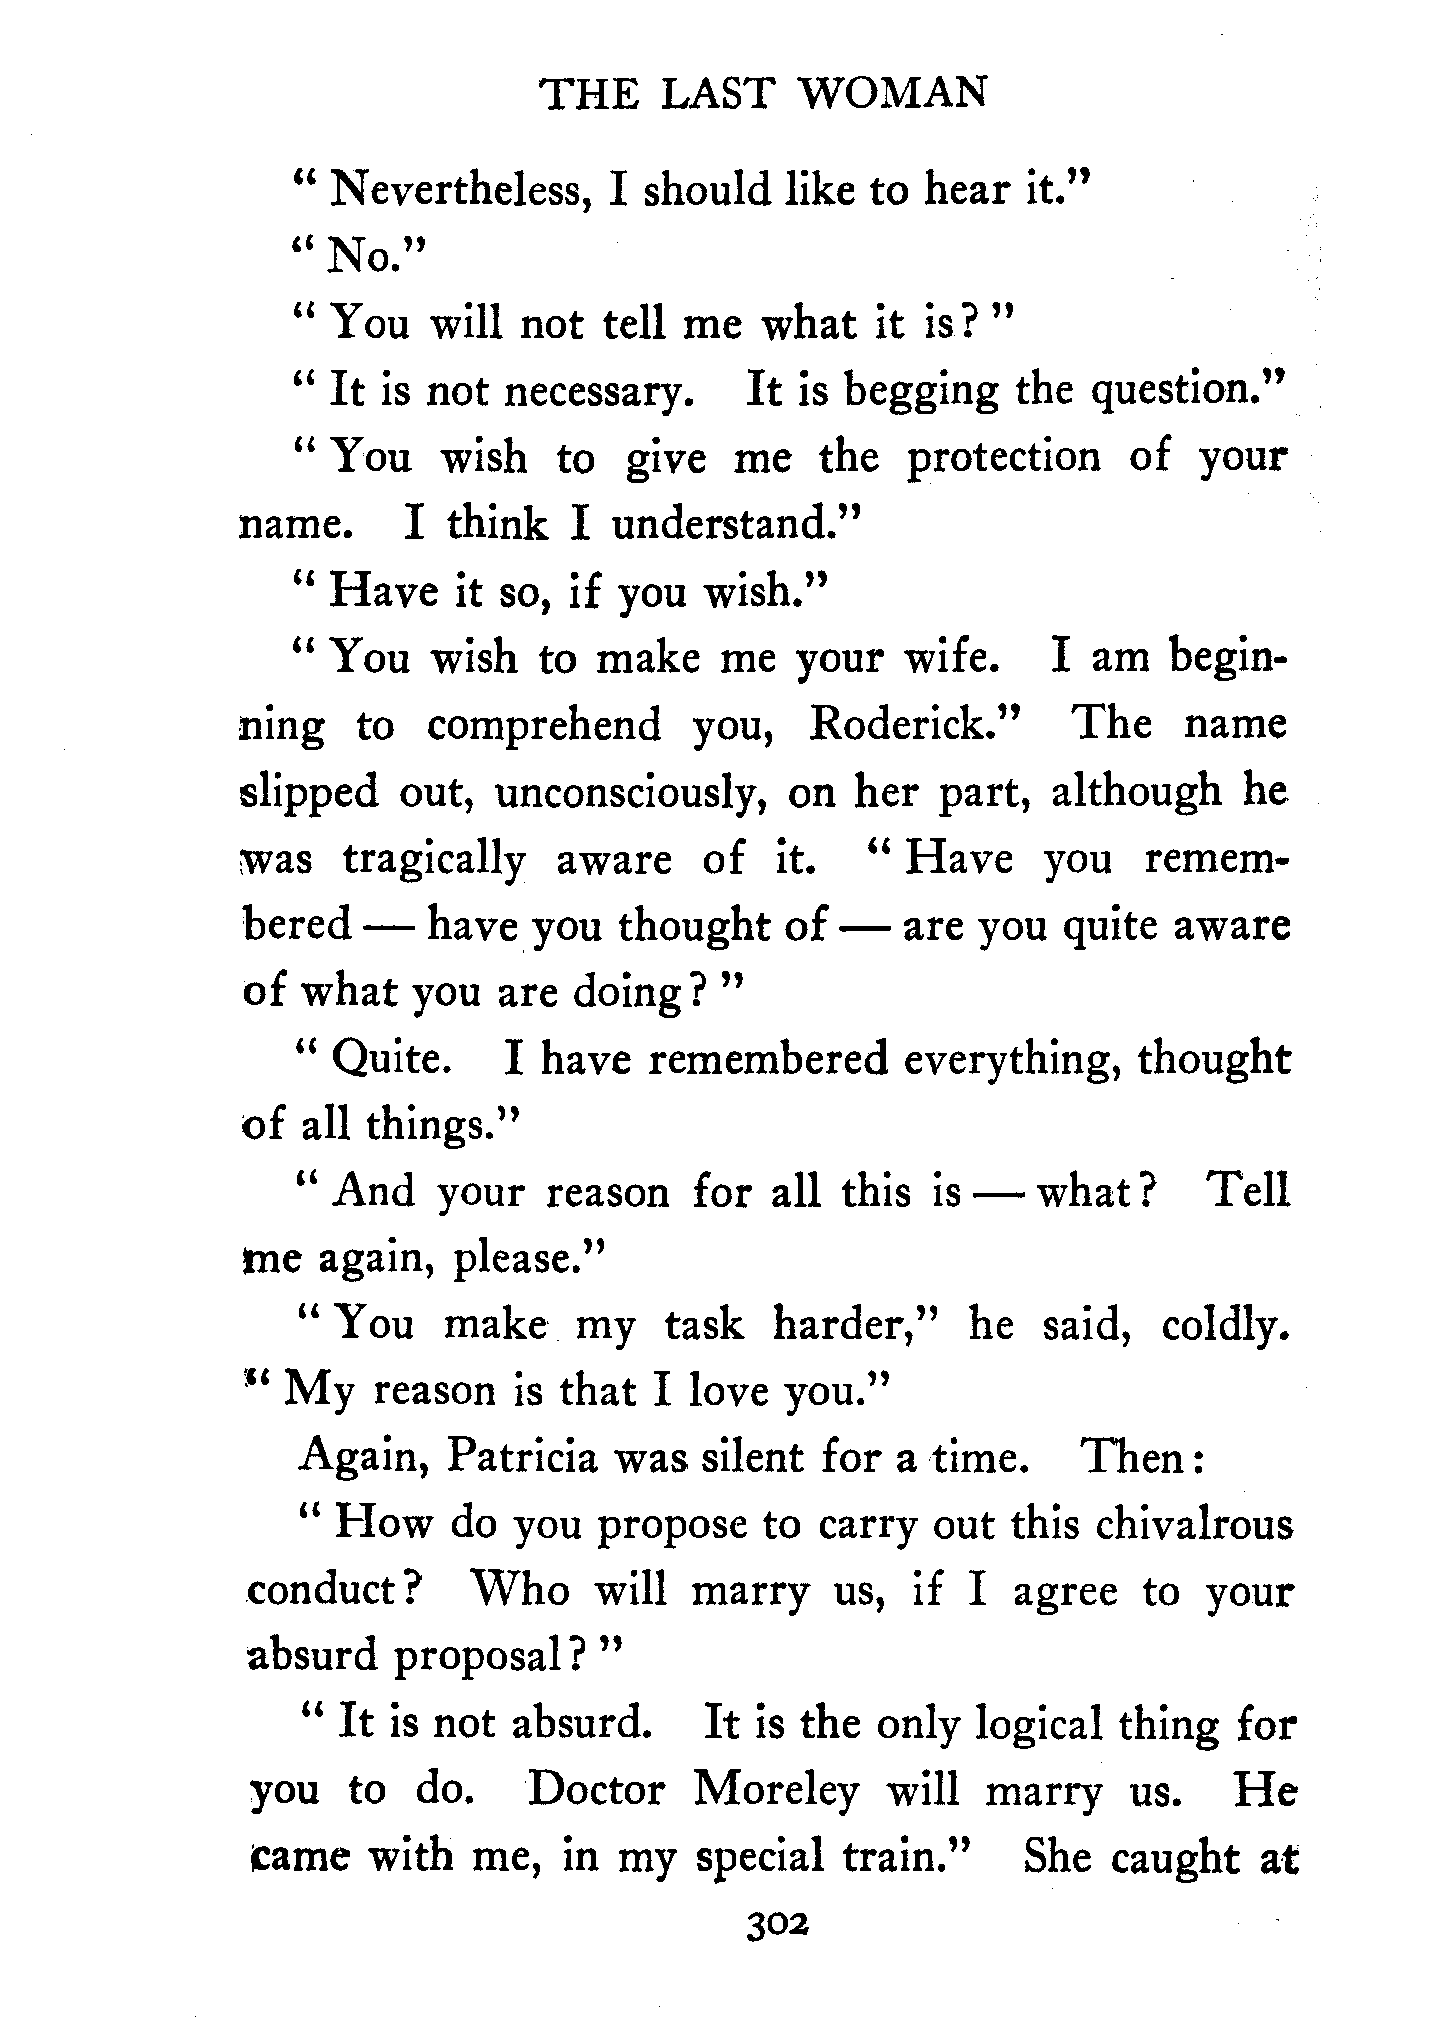 THE LAST WOMAN
“ Nevertheless, I should like to hear it.”
“ No.”
“ You will not tell me what it is? ”
“ It is not necessary. It is begging the question.”
“ You wish to give me the protection of your
name. I think I understand.”
“ Have it so, if you wish.”
“ You wish to make me your wife. I am begin-
ning to comprehend you, Roderick.” The name
slipped out, unconsciously, on her part, although he
was tragically aware of it. “ Have you remem-
bered — have you thought of — are you quite aware
of what you are doing? ”
“ Quite. I have remembered everything, thought
of all things.”
“ And your reason for all this is — what? Tell
me again, please.”
“ You make my task harder,” he said, coldly.
“ My reason is that I love you.”
Again, Patricia was silent for a time. Then:
“ How do you propose to carry out this chivalrous
conduct? Who will marry us, if I agree to your
absurd proposal? ”
“ It is not absurd. It is the only logical thing for
you to do. Doctor Moreley will marry us. He
came with me, in my special train.” She caught at
302